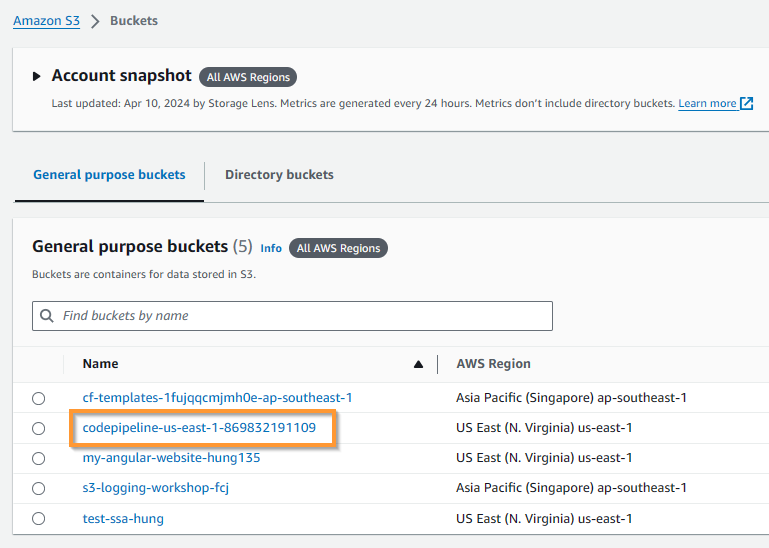 Amazon S3 > Buckets
Account snapshot All AWS Regions
Last updated: Apr 10, 2024 by Storage Lens. Metrics are generated every 24 hours. Metrics don't include directory buckets. Learn more
General purpose buckets Directory buckets
General purpose buckets (5) Info All AWS Regions
Buckets are containers for data stored in S3.
Find buckets by name
Name AWS Region
cf-templates-1fujqqcmjmh0e-ap-southeast-1 Asia Pacific (Singapore) ap-southeast-1
codepipeline-us-east-1-869832191109 US East (N. Virginia) us-east-1
my-angular-website-hung135 US East (N. Virginia) us-east-1
s3-logging-workshop-fcj Asia Pacific (Singapore) ap-southeast-1
test-ssa-hung US East (N. Virginia) us-east-1